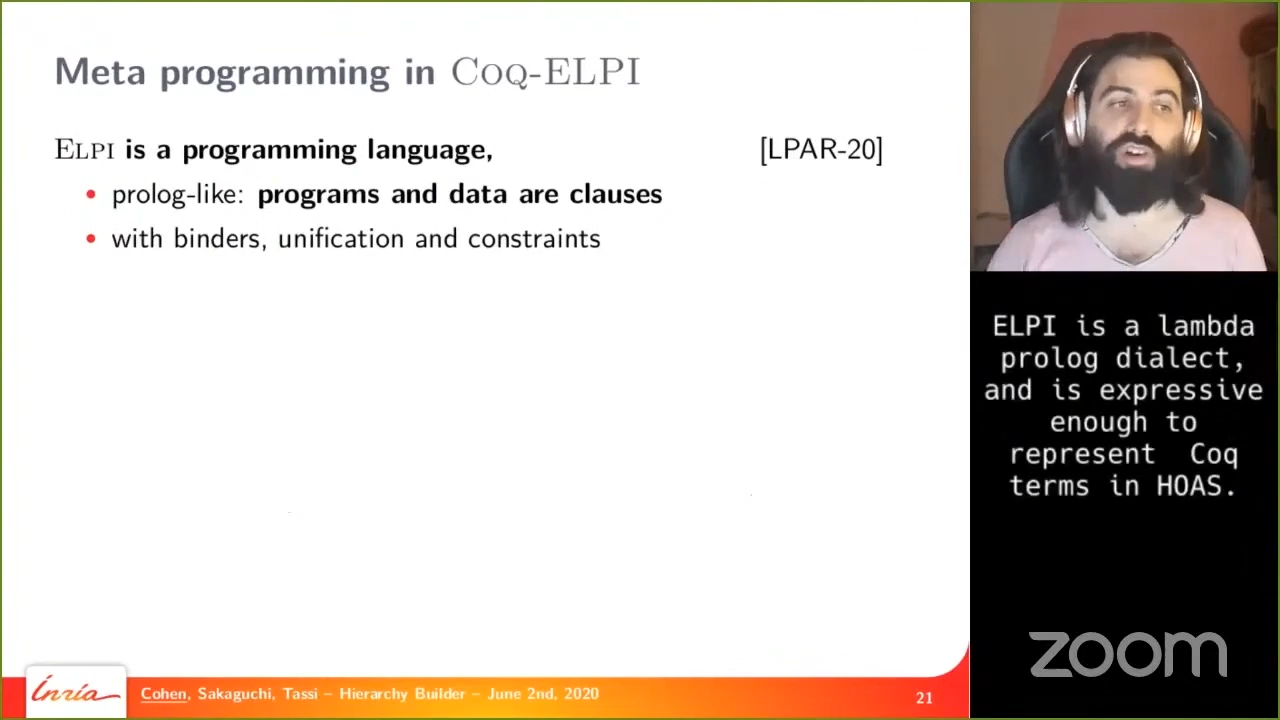 Meta programming in COQ-ELPI
ELPI is a programming language, [LPAR-20]
• prolog-like: programs and data are clauses
• with binders, unification and constraints
ELPI is a lambda
prolog dialect,
and is expressive
enough to
represent Coq
terms in HOAS.
zoom
Inria
Cohen, Sakaguchi, Tassi – Hierarchy Builder – June 2nd, 2020
21